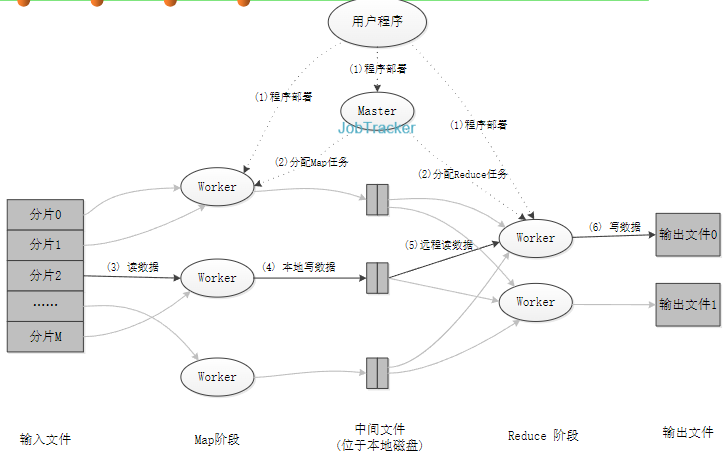 用户程序
(1)程序部署
(1)程序部署
(1)程序部署
Master
JobTracker
(2)分配Map任务
(2)分配Reduce任务
Worker
分片0
分片1
分片2
……
分片M
(3) 读数据
Worker
(4) 本地写数据
(5)远程读数据
Worker
(6) 写数据
输出文件0
Worker
输出文件1
Worker
输入文件
Map阶段
中间文件
(位于本地磁盘)
Reduce 阶段
输出文件